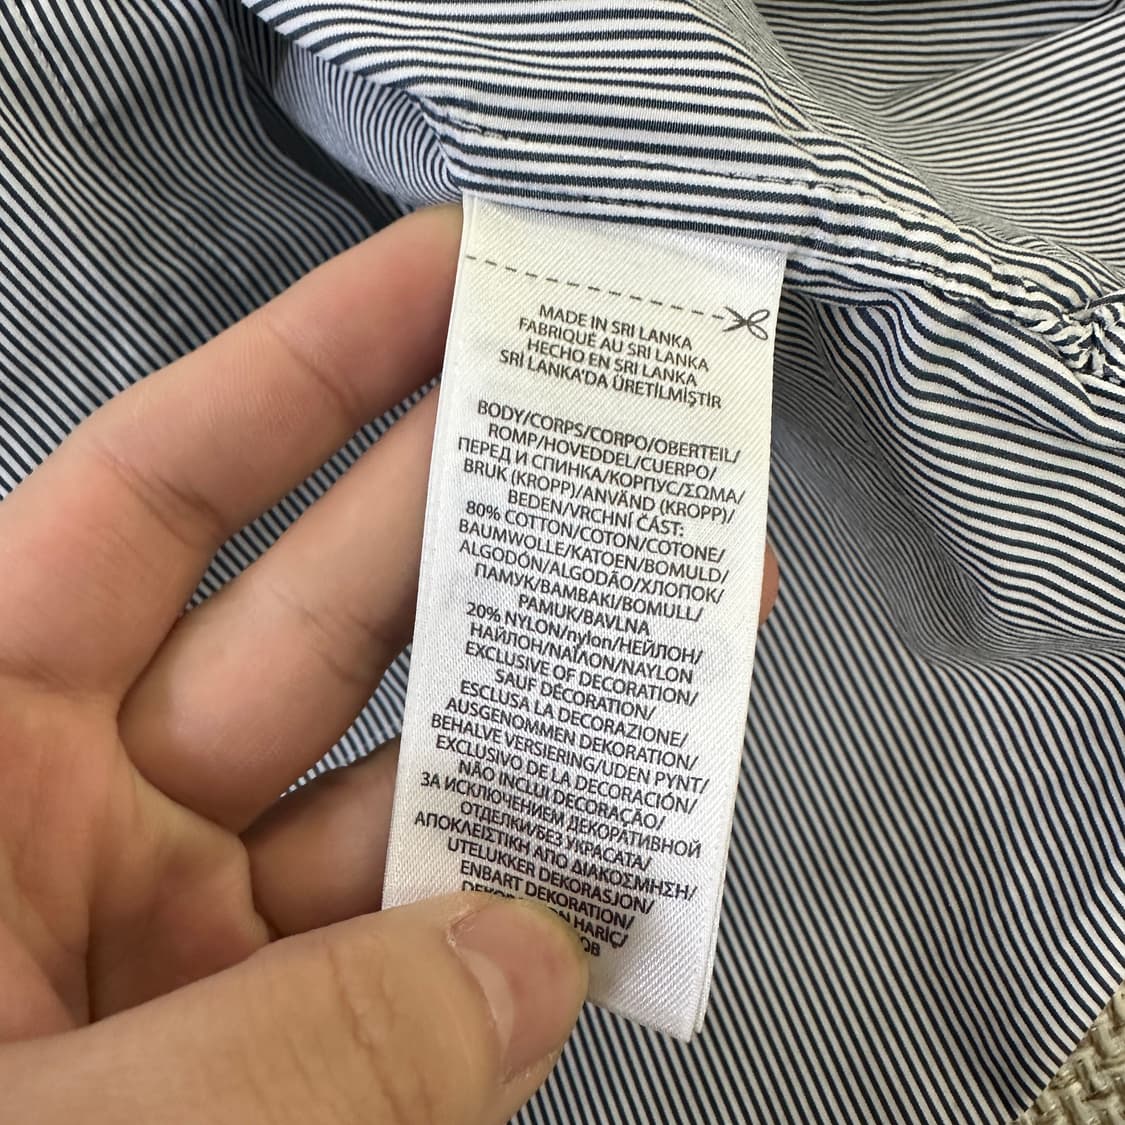 MADE IN SRI LANKA
FABRIQUÉ AU SRI LANKA
HECHO EN SRI LANKA
SRİ LANKA'DA ÜRETİLMİŞTİR
BODY/CORPS/CORPO/OBERTEIL/
ROMP/HOVEDDEL/CUERPO/
ПЕРЕД И СПИНКА/КОРПУС/ΣΩΜΑ/
BRUK (KROPP)/ANVÄND (KROPP)/
BEDEN/VRCHNÍ ČÁST:
80% COTTON/COTON/COTONE/
BAUMWOLLE/KATOEN/BOMULD/
ALGODÓN/ALGODÃO/ХЛОПОК/
ПАМУК/ΒΑΜΒΑΚΙ/BOMULL/
PAMUK/BAVLNA
20% NYLON/nylon/НЕЙЛОН/
НАЙЛОН/ΝΑΪΛΟΝ/NAYLON
EXCLUSIVE OF DECORATION/
SAUF DÉCORATION/
ESCLUSA LA DECORAZIONE/
AUSGENOMMEN DEKORATION/
BEHALVE VERSIERING/UDEN PYNT/
EXCLUSIVO DE LA DECORACIÓN/
NÃO INCLUI DECORAÇÃO/
ЗА ИСКЛЮЧЕНИЕМ ДЕКОРАТИВНОЙ
ОТДЕЛКИ/БЕЗ УКРАСАТА/
ΑΠΟΚΛΕΙΣΤΙΚΗ ΑΠΟ ΔΙΑΚΟΣΜΗΣΗ/
UTELUKKER DEKORASJON/
ENBART DEKORATION/
HARİÇ/